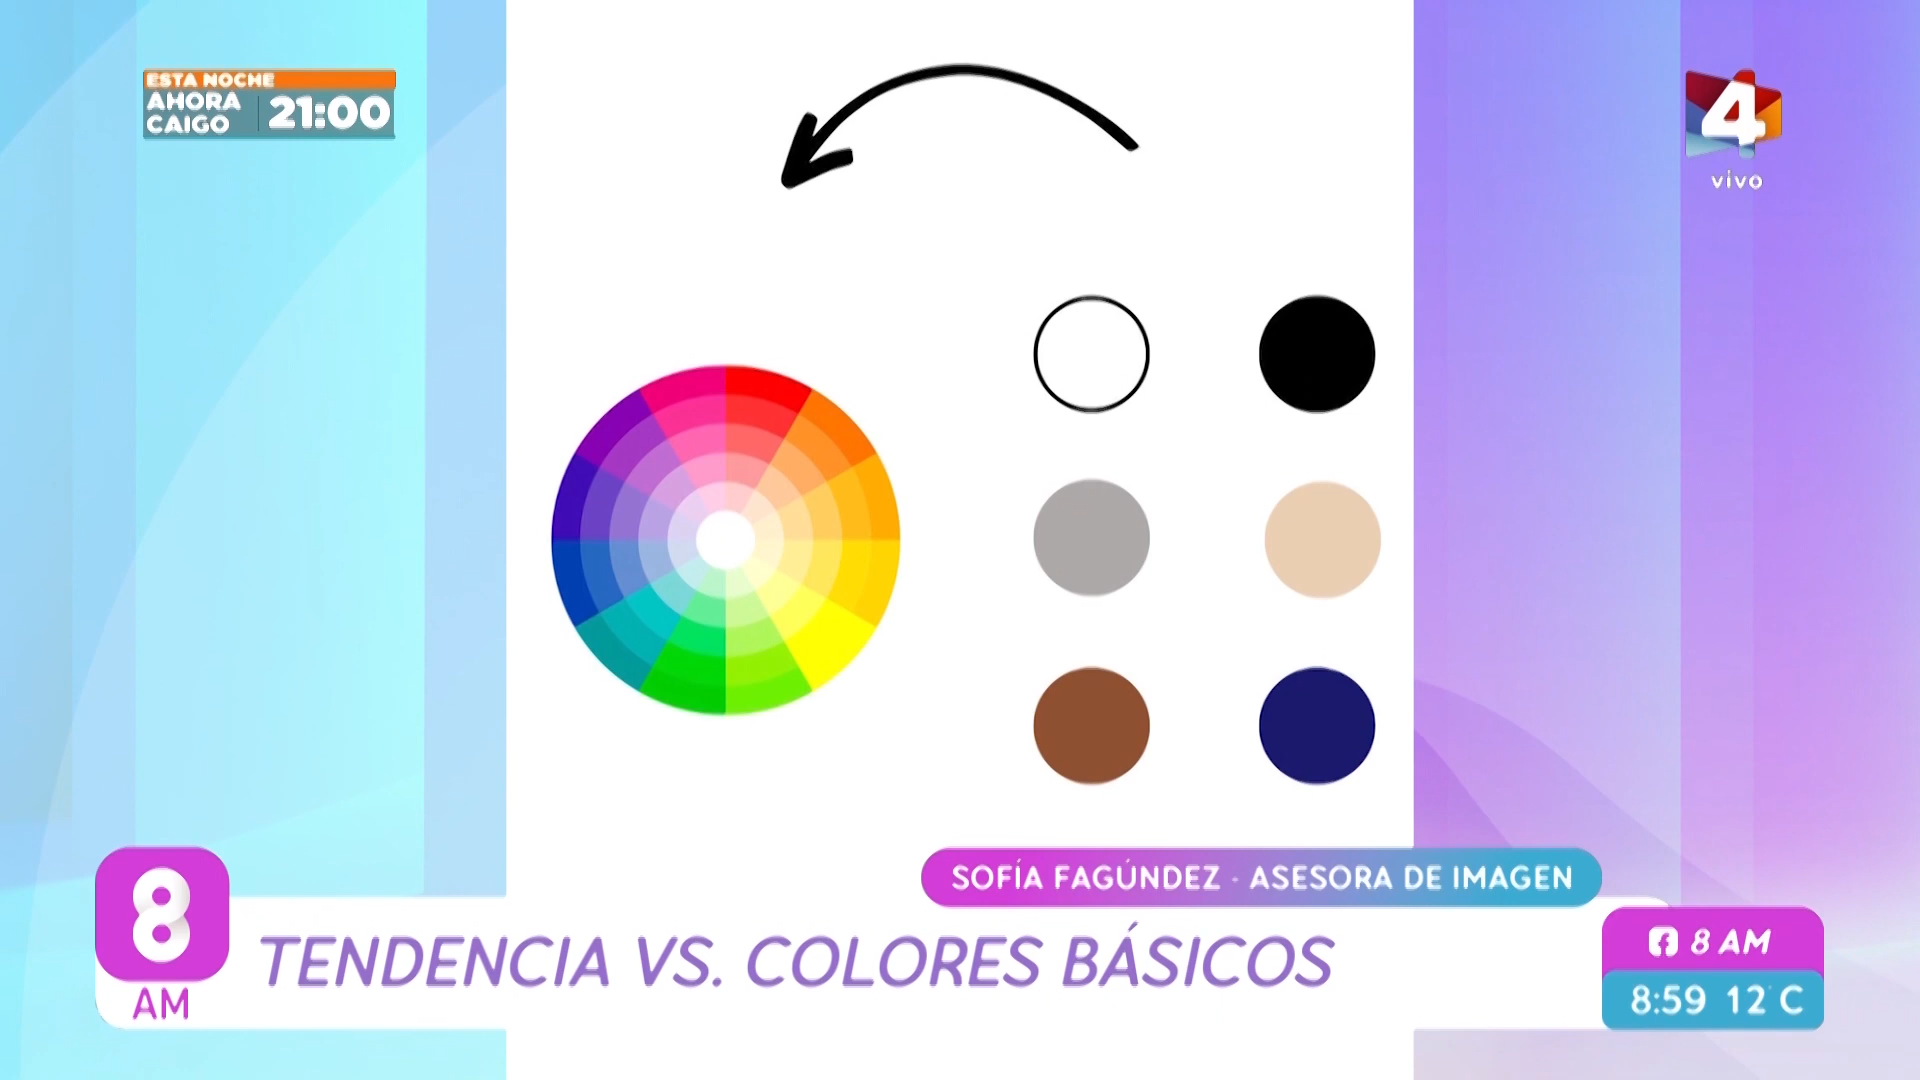 ESTA NOCHE
AHORA
CAIGO
21:00
4
vivo
SOFÍA FAGÚNDEZ - ASESORA DE IMAGEN
8
AM
TENDENCIA VS. COLORES BÁSICOS
8 AM
8:59 12°C